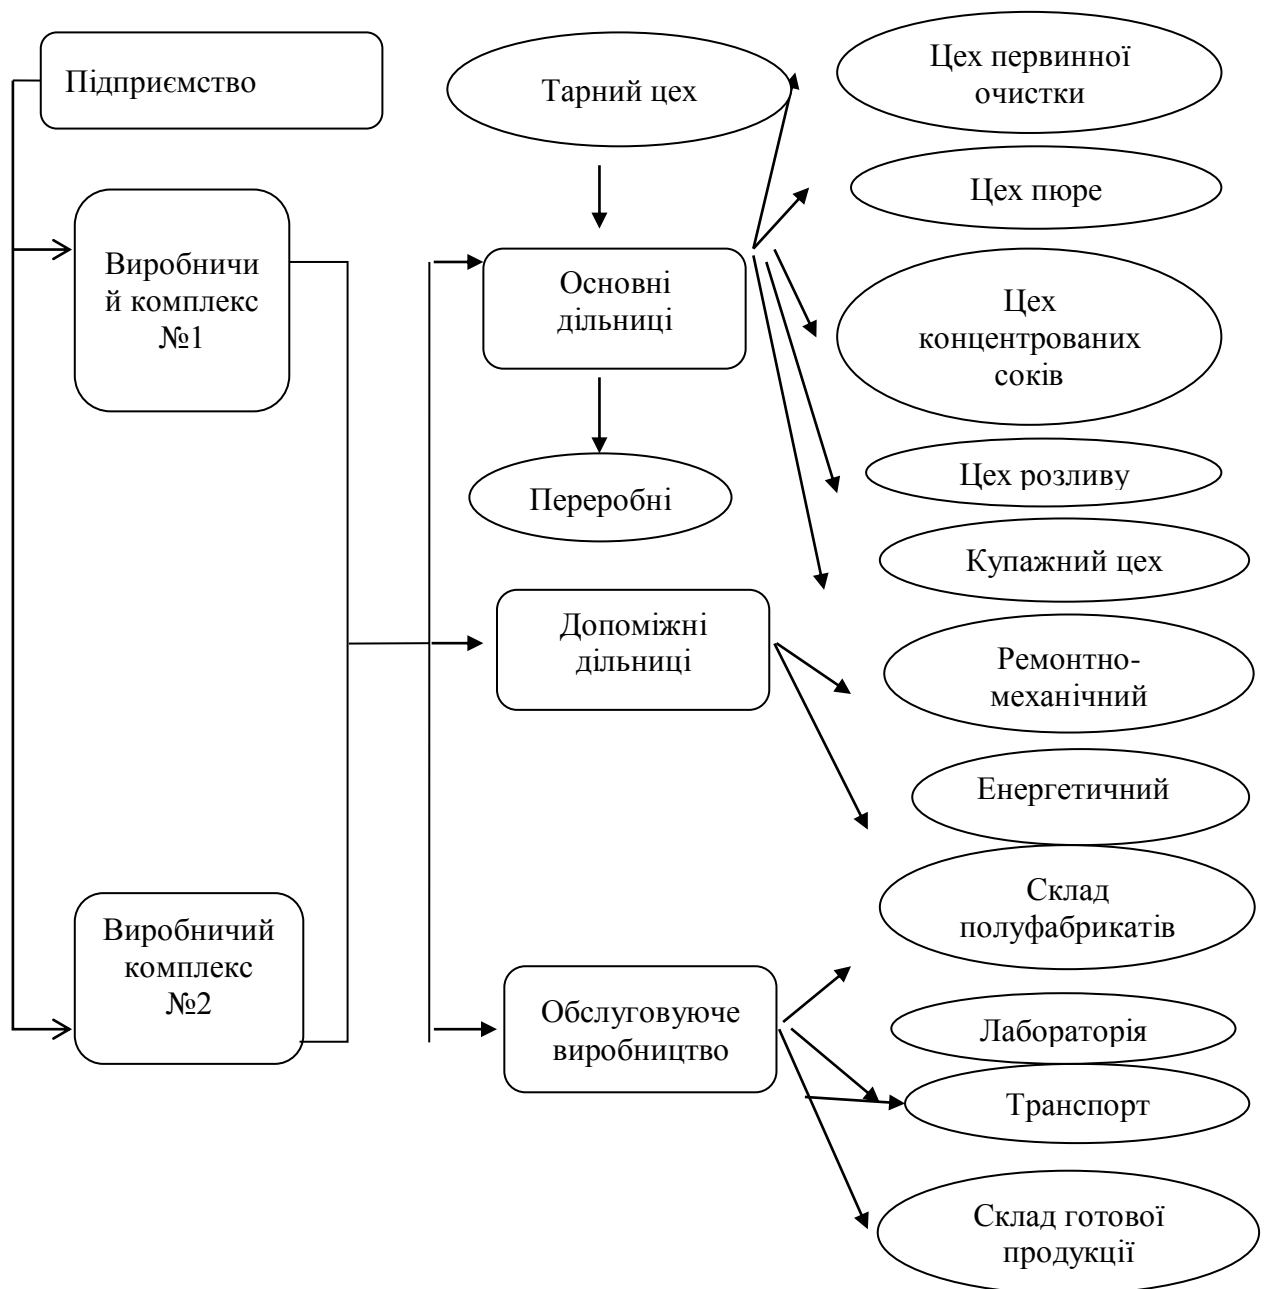 Підприємство
Тарний цех
Цех первинної
очистки
Цех пюре
Виробничи
й комплекс
№1
Основні
дільниці
Цех
концентрованих
соків
Переробні
Цех розливу
Купажний цех
Допоміжні
дільниці
Ремонтно-
механічний
Енергетичний
Виробничий
комплекс
№2
Склад
полуфабрикатів
Обслуговуюче
виробництво
Лабораторія
Транспорт
Склад готової
продукції